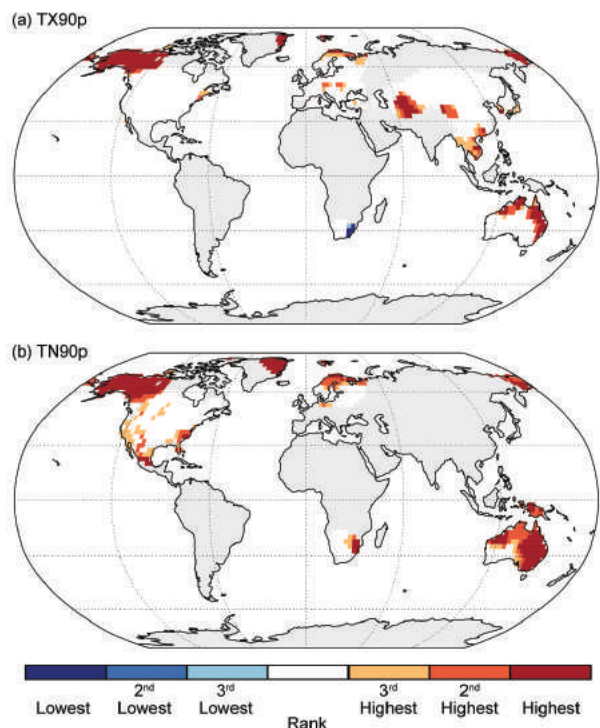 (a) TX90p
(b) TN90p
2nd 3rd 3rd 2nd
Lowest Lowest Lowest Highest Highest Highest
Rank